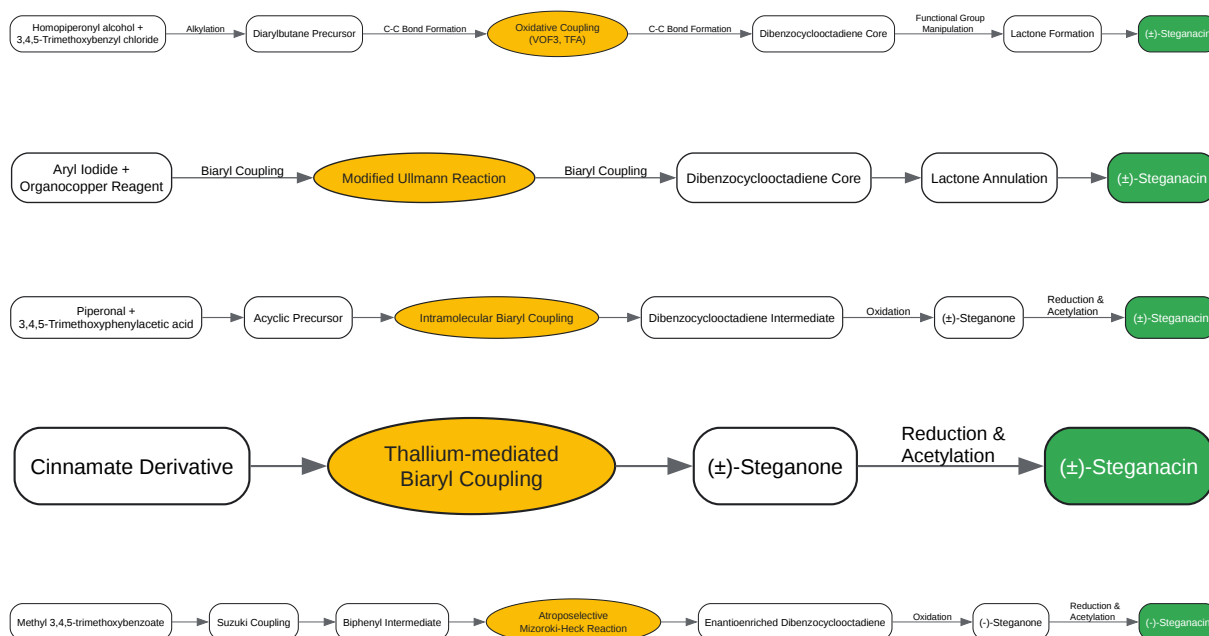 Homopiperonyl alcohol +
3,4,5-Trimethoxybenzyl chloride
Alkylation
Diarylbutane Precursor
C-C Bond Formation
Oxidative Coupling
(VOF3, TFA)
C-C Bond Formation
Dibenzocyclooctadiene Core
Functional Group
Manipulation
Lactone Formation
(±)-Steganacin
Aryl Iodide +
Organocopper Reagent
Biaryl Coupling
Modified Ullmann Reaction
Biaryl Coupling
Dibenzocyclooctadiene Core
Lactone Annulation
(±)-Steganacin
Piperonal +
3,4,5-Trimethoxyphenylacetic acid
Acyclic Precursor
Intramolecular Biaryl Coupling
Dibenzocyclooctadiene Intermediate
Oxidation
(±)-Steganone
Reduction &
Acetylation
(±)-Steganacin
Cinnamate Derivative
Thallium-mediated
Biaryl Coupling
(±)-Steganone
Reduction &
Acetylation
(±)-Steganacin
Methyl 3,4,5-trimethoxybenzoate
Suzuki Coupling
Biphenyl Intermediate
Atroposelective
Mizoroki-Heck Reaction
Enantioenriched Dibenzocyclooctadiene
Oxidation
(-)-Steganone
Reduction &
Acetylation
(-)-Steganacin